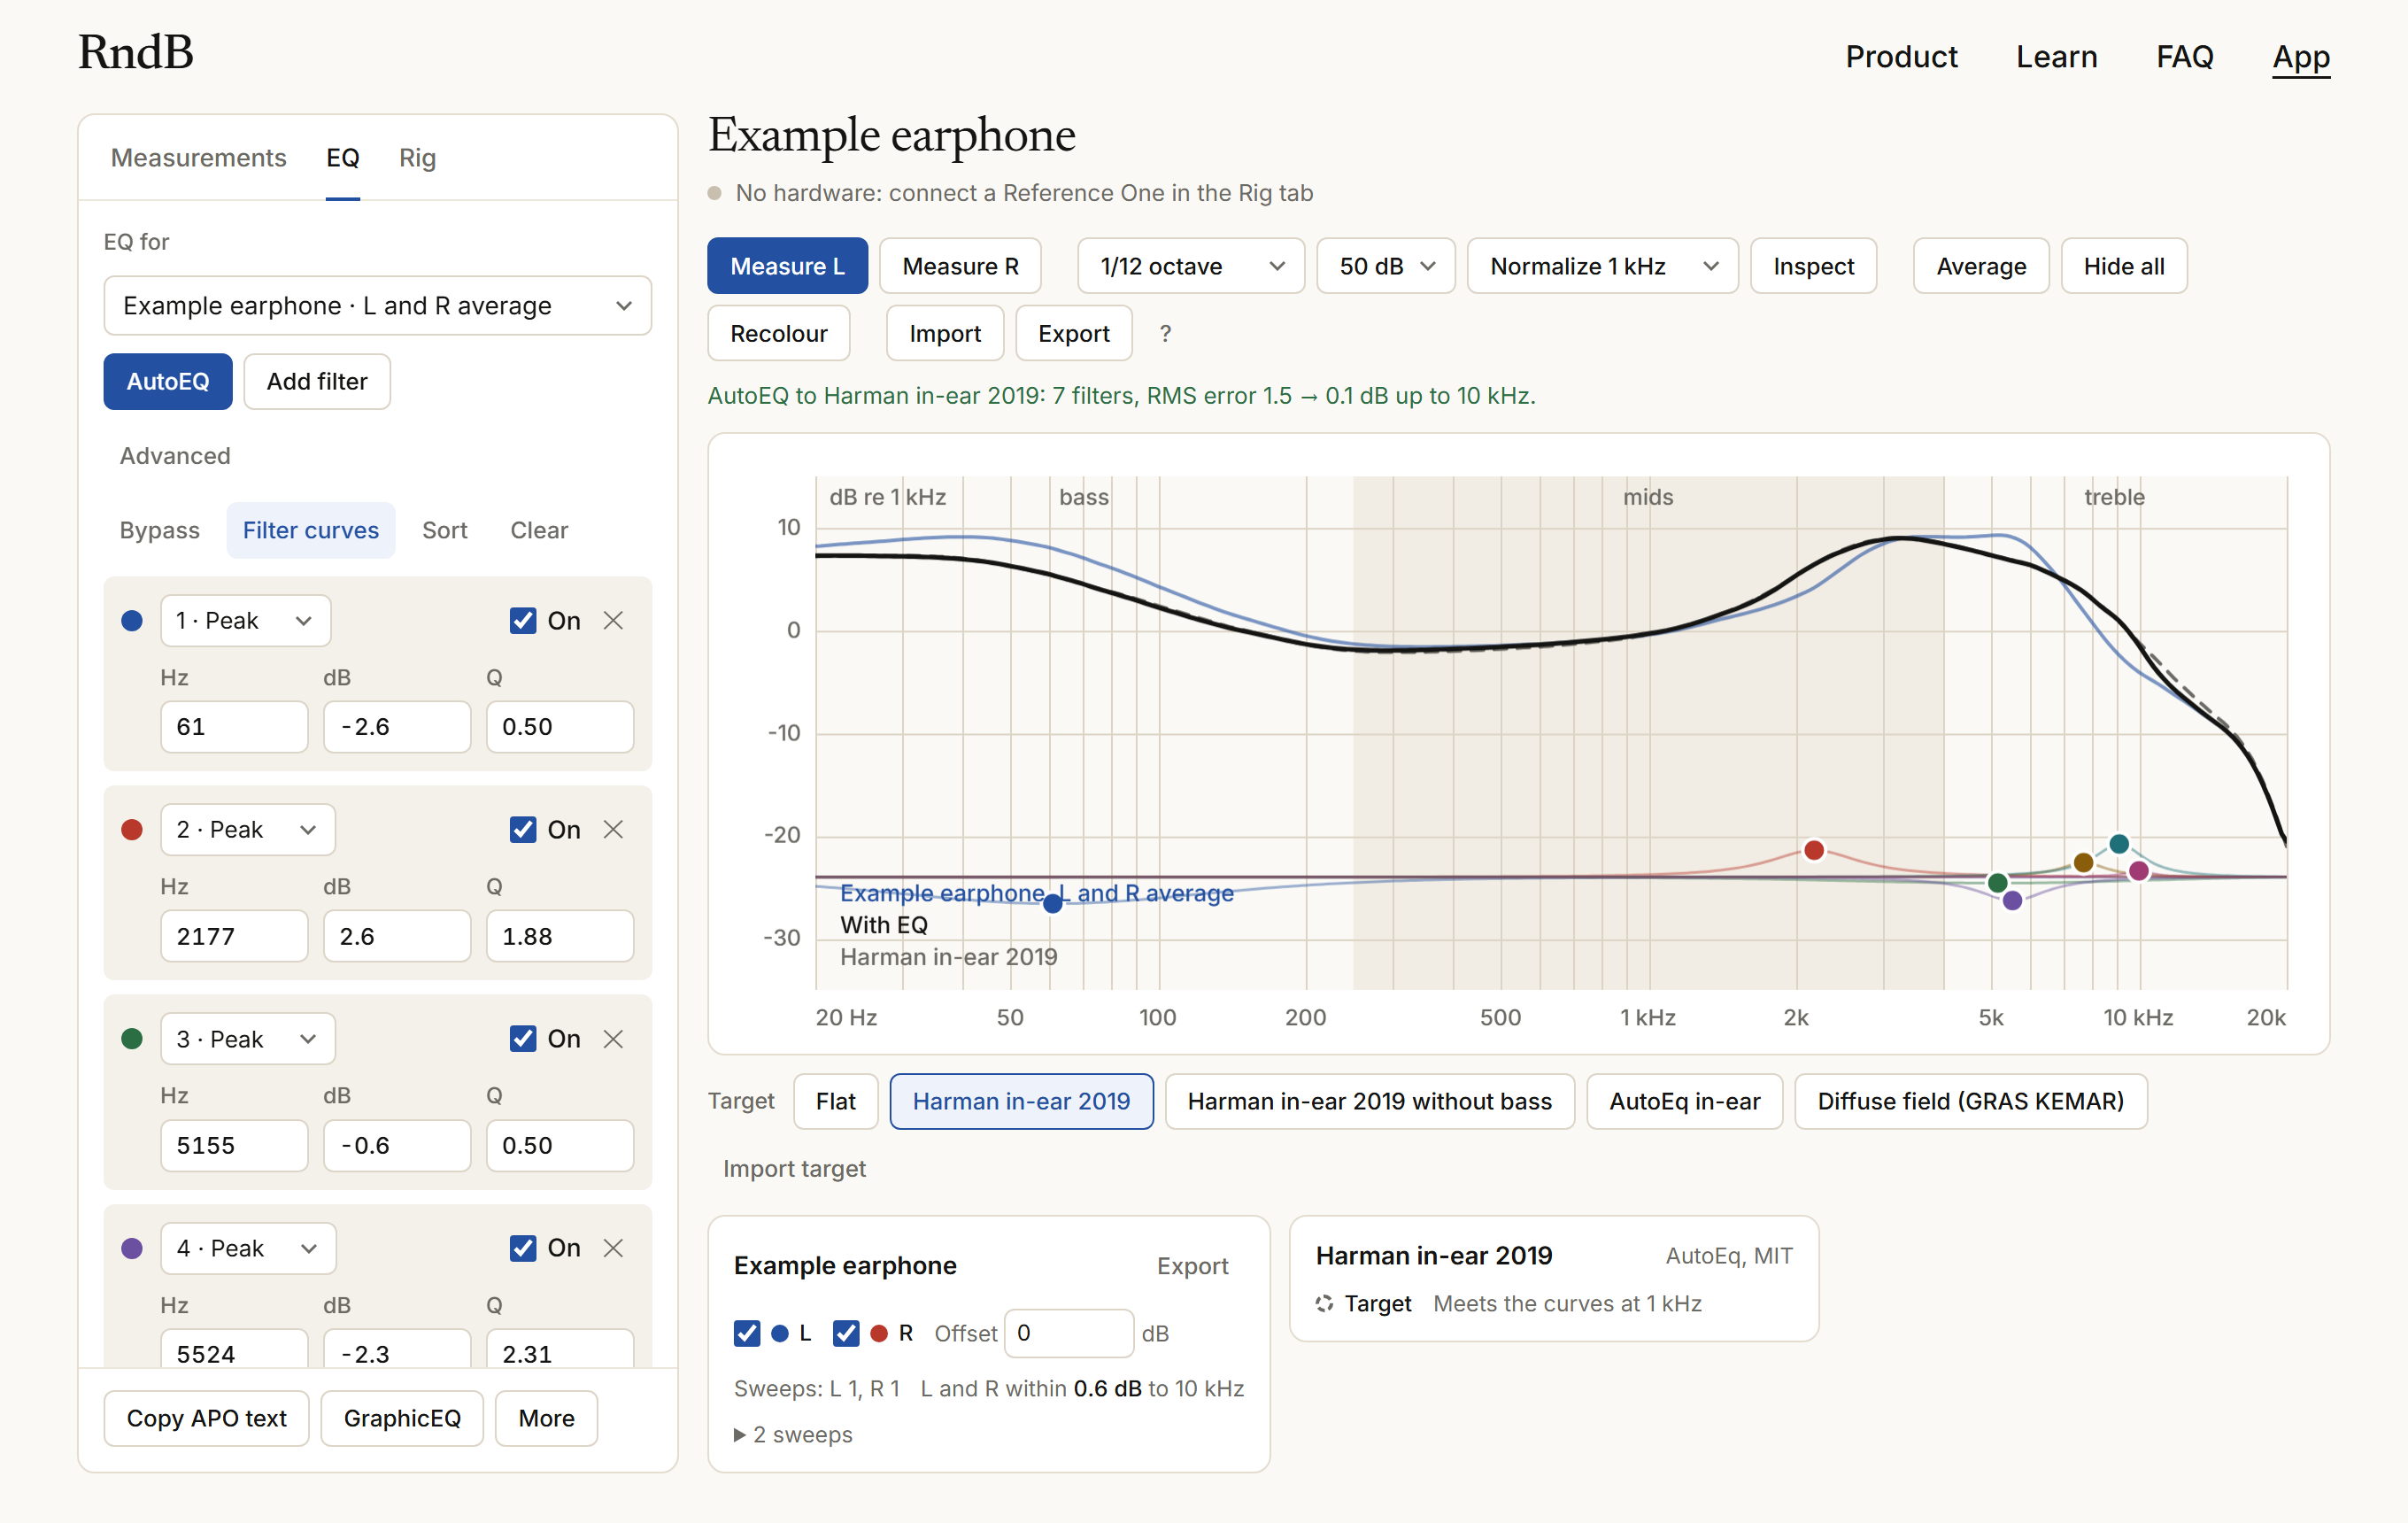 RndB
Product Learn FAQ App
Measurements EQ Rig
EQ for
Example earphone · L and R average
AutoEQ Add filter
Advanced
Bypass Filter curves Sort Clear
1 · Peak On
Hz dB Q
61 -2.6 0.50
2 · Peak On
Hz dB Q
2177 2.6 1.88
3 · Peak On
Hz dB Q
5155 -0.6 0.50
4 · Peak On
Hz dB Q
5524 -2.3 2.31
Copy APO text GraphicEQ More
Example earphone
No hardware: connect a Reference One in the Rig tab
Measure L Measure R 1/12 octave 50 dB Normalize 1 kHz Inspect Average Hide all
Recolour Import Export ?
AutoEQ to Harman in-ear 2019: 7 filters, RMS error 1.5 → 0.1 dB up to 10 kHz.
dB re 1 kHz bass mids treble
10
0
-10
-20
-30
Example earphone L and R average
With EQ
Harman in-ear 2019
20 Hz 50 100 200 500 1 kHz 2k 5k 10 kHz 20k
Target Flat Harman in-ear 2019 Harman in-ear 2019 without bass AutoEq in-ear Diffuse field (GRAS KEMAR)
Import target
Example earphone Export
L R Offset 0 dB
Sweeps: L 1, R 1 L and R within 0.6 dB to 10 kHz
2 sweeps
Harman in-ear 2019 AutoEq, MIT
Target Meets the curves at 1 kHz